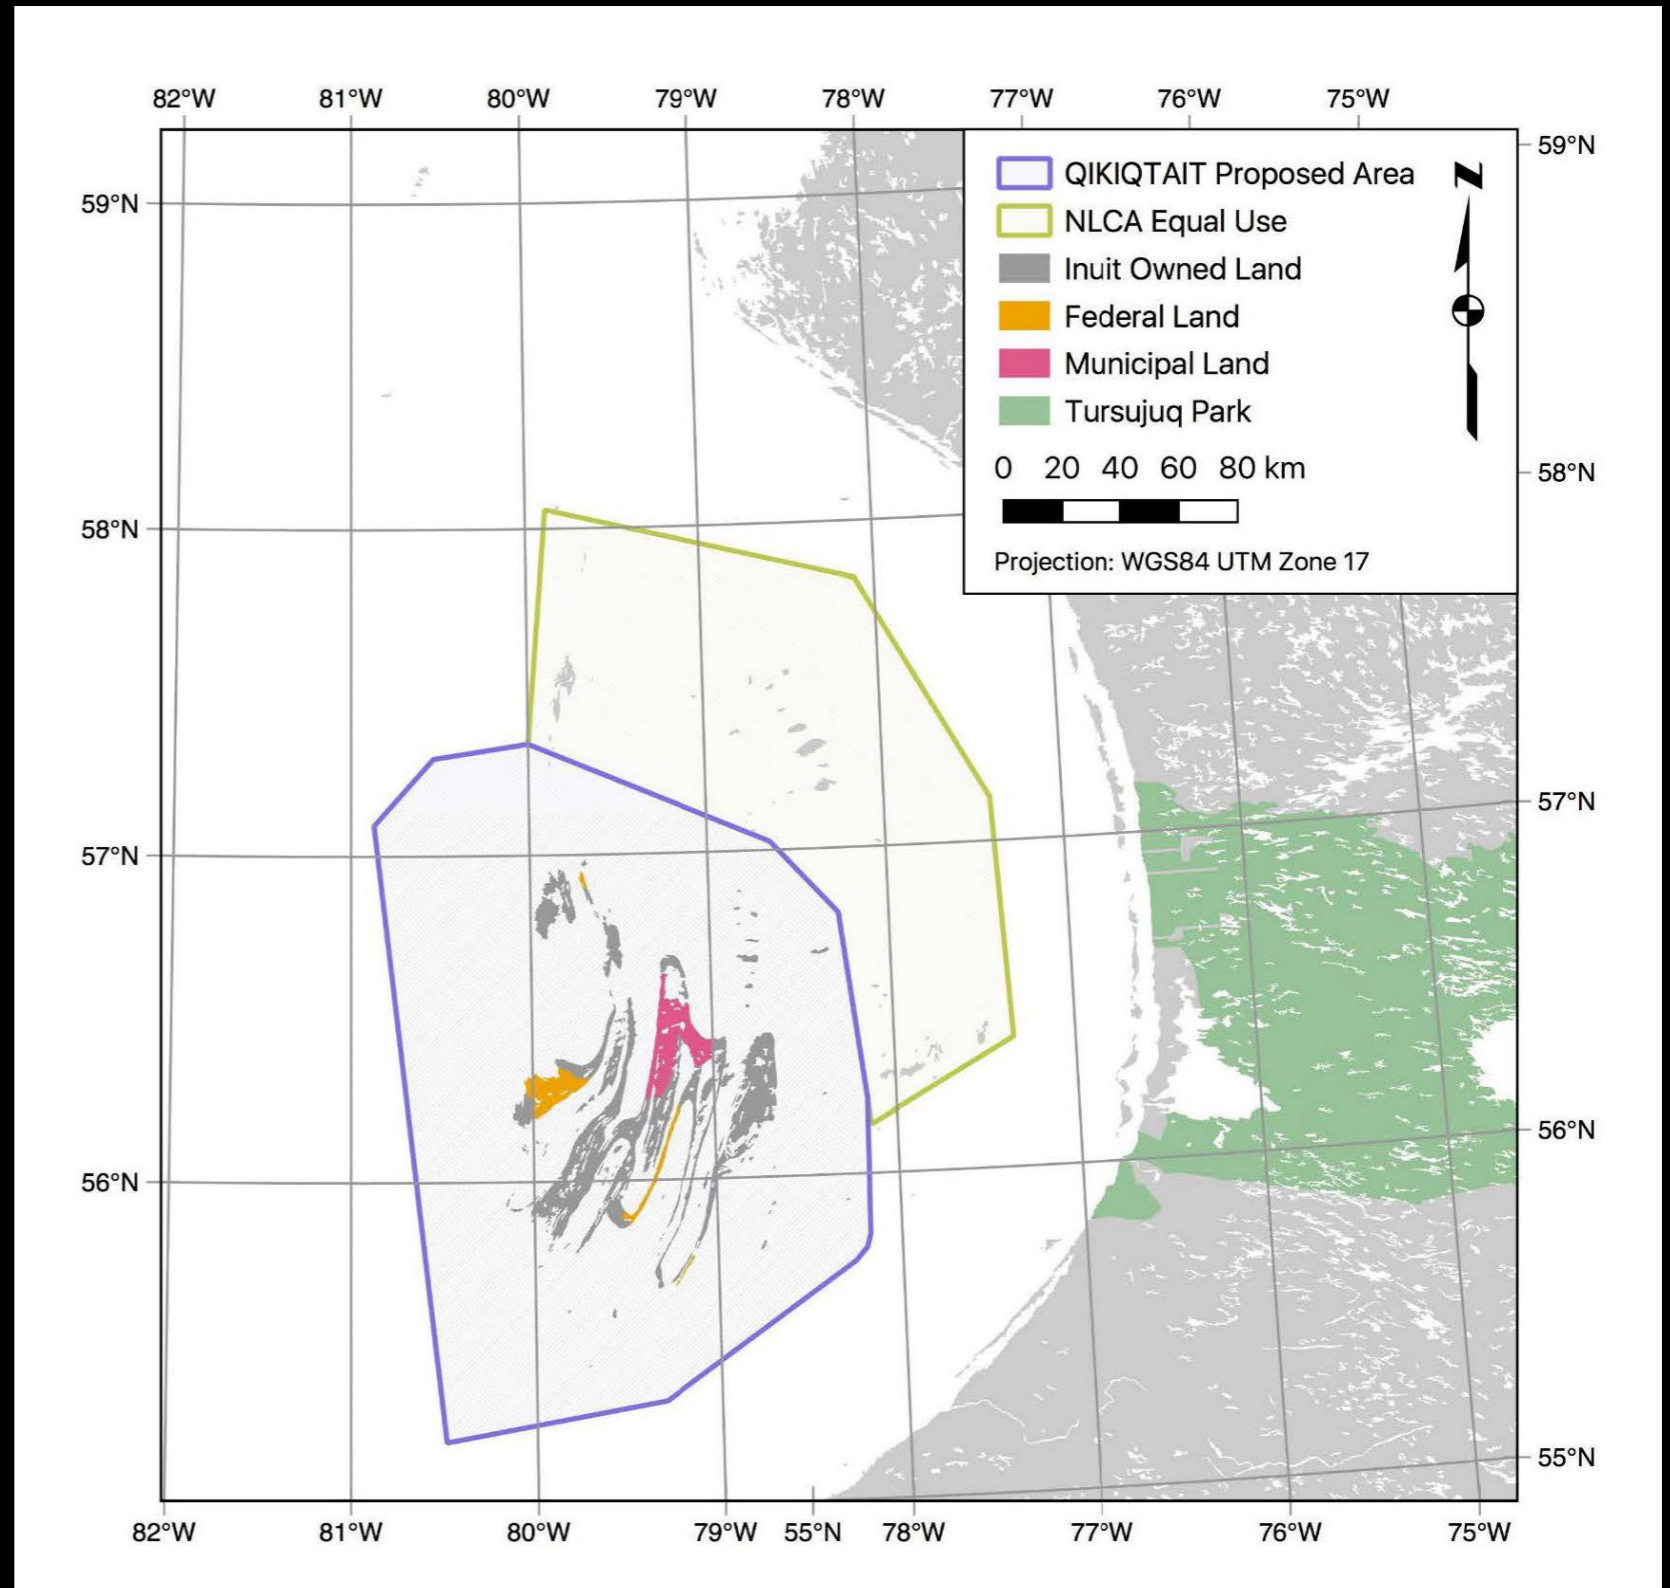 82°W 81°W 80°W 79°W 78°W 77°W 76°W 75°W
59°N
59°N
58°N
58°N
57°N
57°N
56°N
56°N
55°N
QIKIQTAIT Proposed Area
NLCA Equal Use
Inuit Owned Land
Federal Land
Municipal Land
Tursujuq Park
0 20 40 60 80 km
Projection: WGS84 UTM Zone 17
N
82°W 81°W 80°W 79°W 55°N 78°W 77°W 76°W 75°W